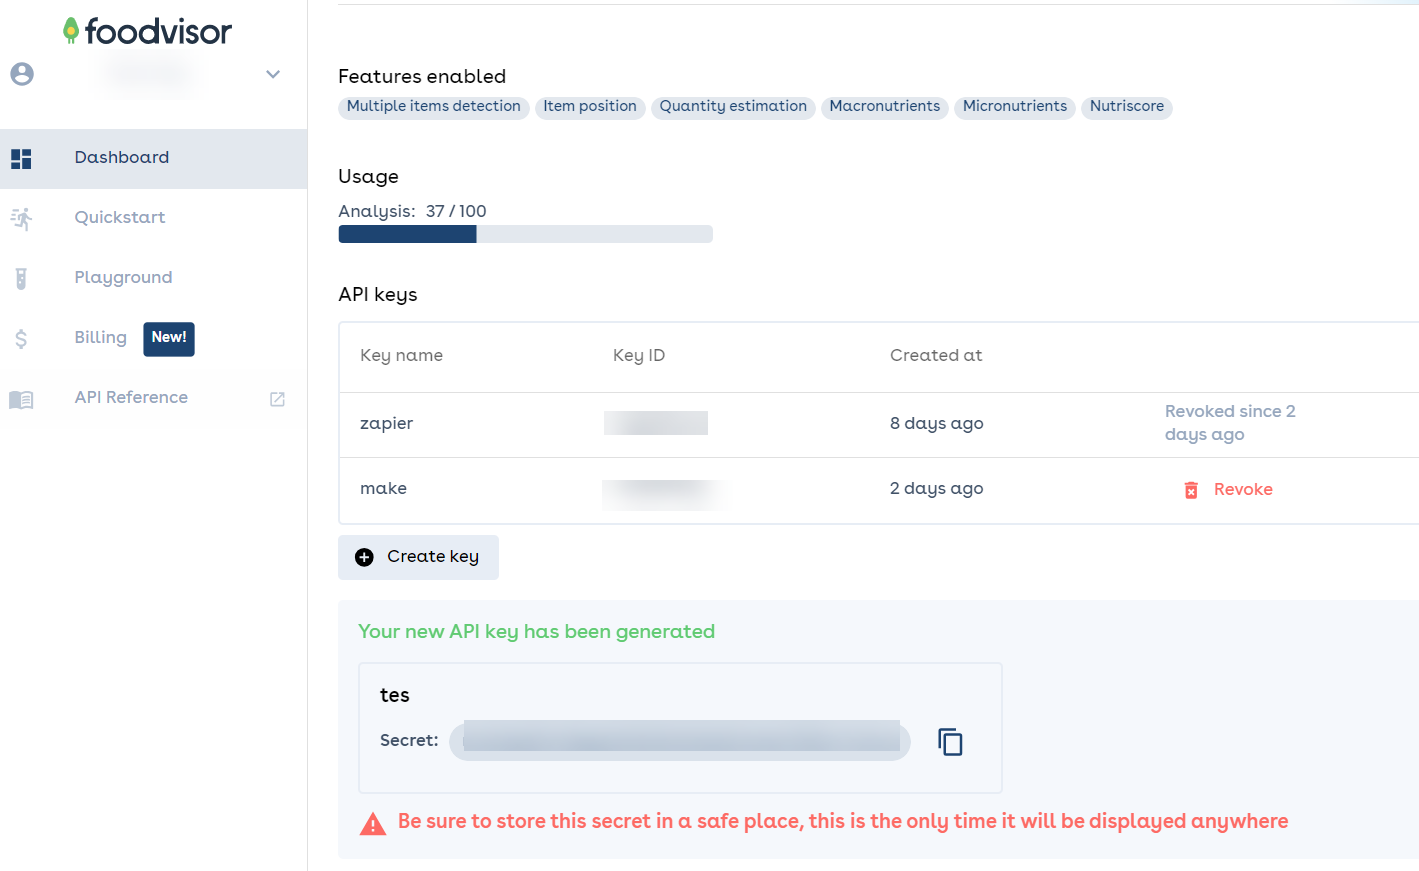 foodvisor
Dashboard
Quickstart
Playground
Billing New!
API Reference
Features enabled
Multiple items detection Item position Quantity estimation Macronutrients Micronutrients Nutriscore
Usage
Analysis: 37 / 100
API keys
Key name Key ID Created at
zapier 8 days ago Revoked since 2
days ago
make 2 days ago Revoke
Create key
Your new API key has been generated
tes
Secret:
Be sure to store this secret in a safe place, this is the only time it will be displayed anywhere